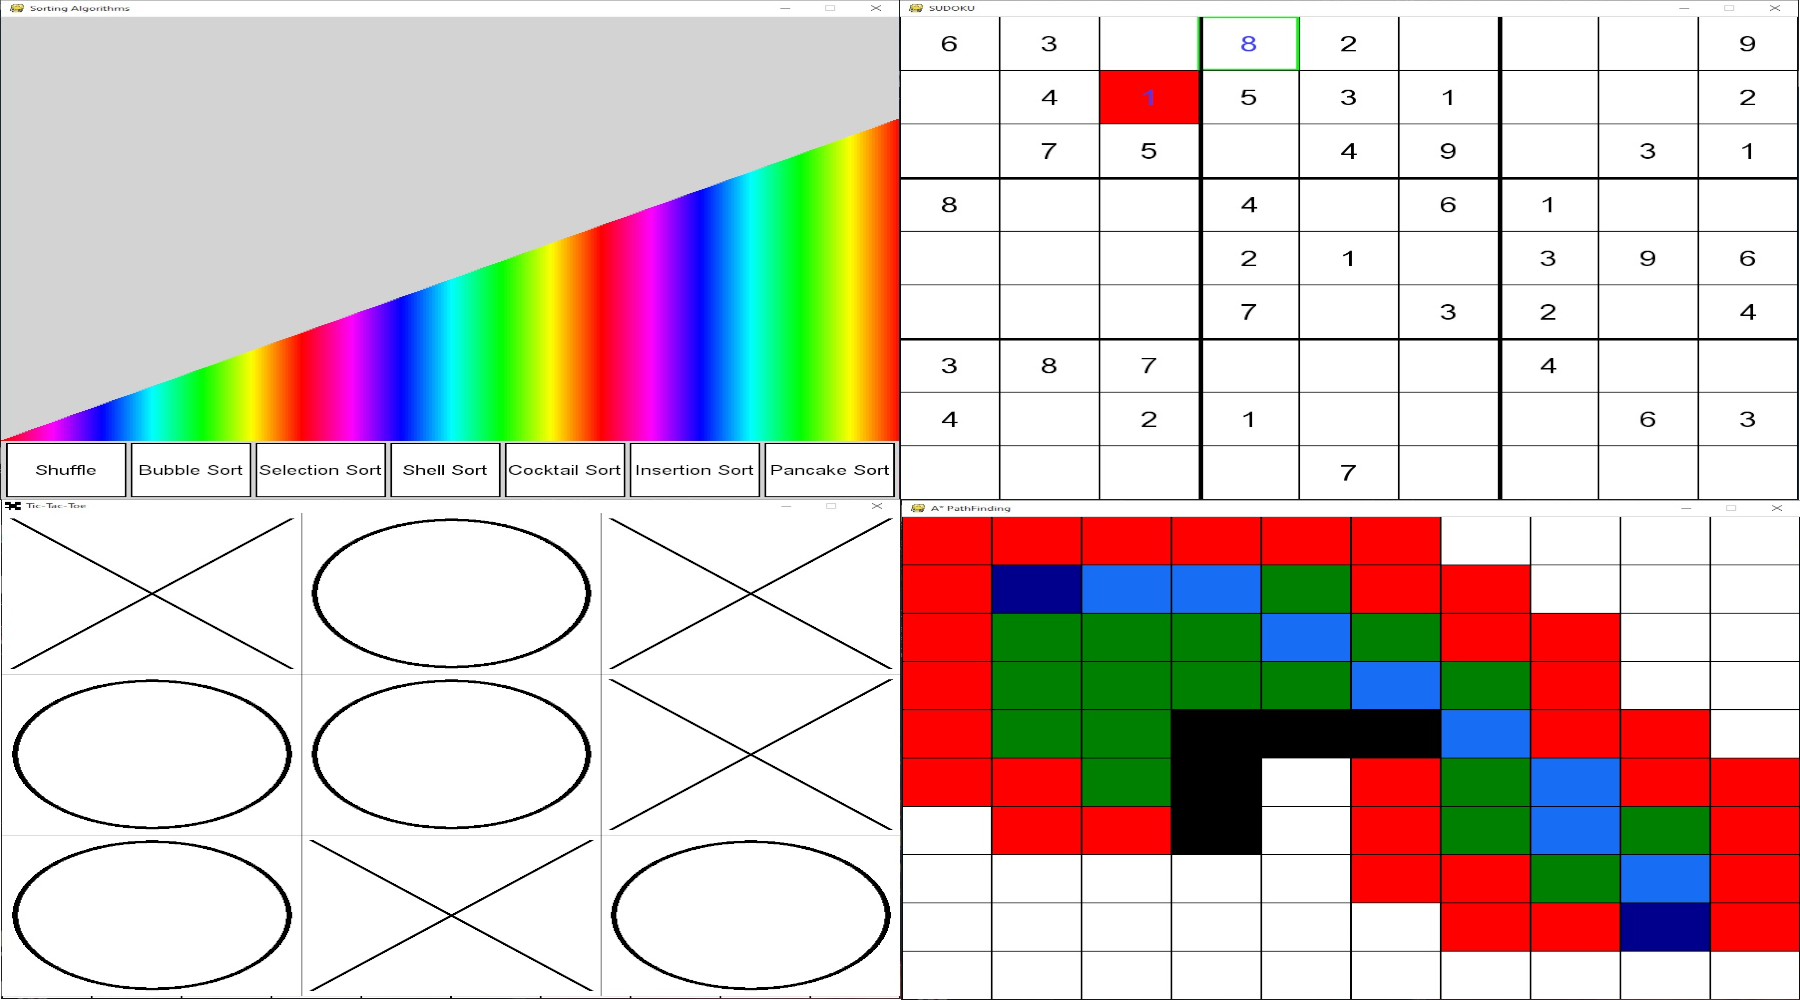 Sorting Algorithms
Shuffle Bubble Sort Selection Sort Shell Sort Cocktail Sort Insertion Sort Pancake Sort
SUDOKU
6 3 8 2 9
4 1 5 3 1 2
7 5 4 9 3 1
8 4 6 1
2 1 3 9 6
7 3 2 4
3 8 7 4
4 2 1 6 3
7
Tic-Tac-Toe
A* PathFinding